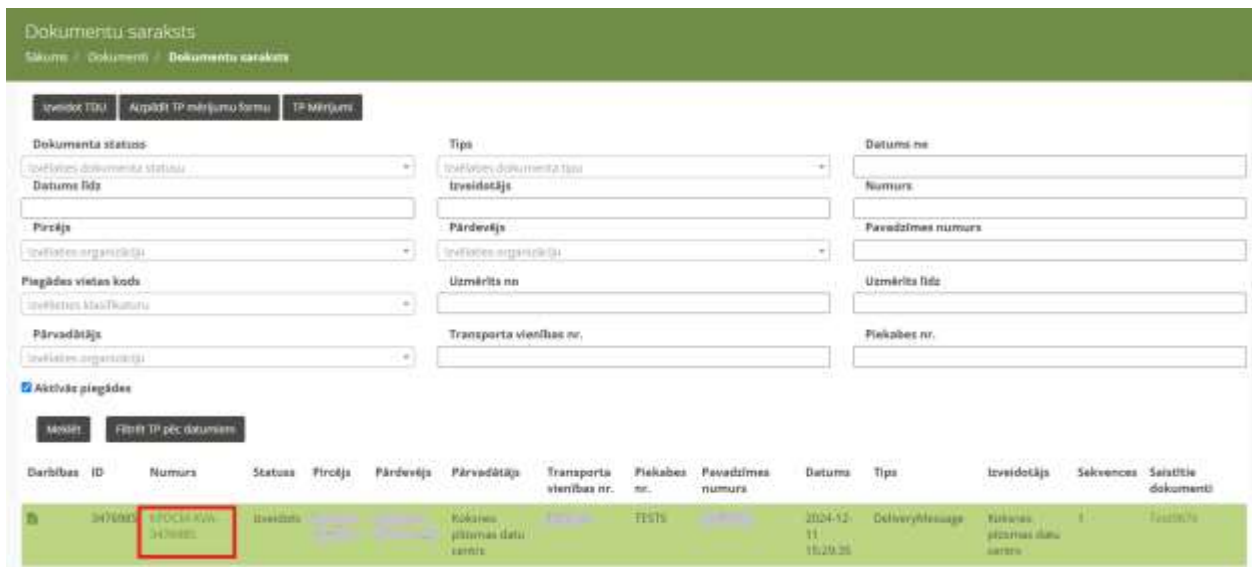 Dokumentu saraksts
Sākums / Dokumenti / Dokumentu saraksts
Izveidot TDU Aizpildīt TP mērījumu formu TP Mērījumi
Dokumenta statuss Tips Datums no
Izvēlaties dokumenta statusu Izvēlaties dokumenta tipu
Datums līdz Izveidotājs Numurs
Pircējs Pārdevējs Pavadzīmes numurs
Izvēlaties organizāciju Izvēlaties organizāciju
Piegādes vietas kods Uzmērīts no Uzmērīts līdz
Izvēlieties klasifikatoru
Pārvadātājs Transporta vienības nr. Piekabes nr.
Izvēlaties organizāciju
Aktīvās piegādes
Meklēt Filtrēt TP pēc datumiem
Darbības ID Numurs Statuss Pircējs Pārdevējs Pārvadātājs Transporta Piekabes Pavadzīmes Datums Tips Izveidotājs Sekvences Saistītie
vienības nr. nr. numurs dokumenti
3476985 Izveidots Koksnes TESTS 2024-12- DeliveryMessage Koksnes 1
3476985 plūsmas datu 11 plūsmas datu
centrs 15:29:35 centrs